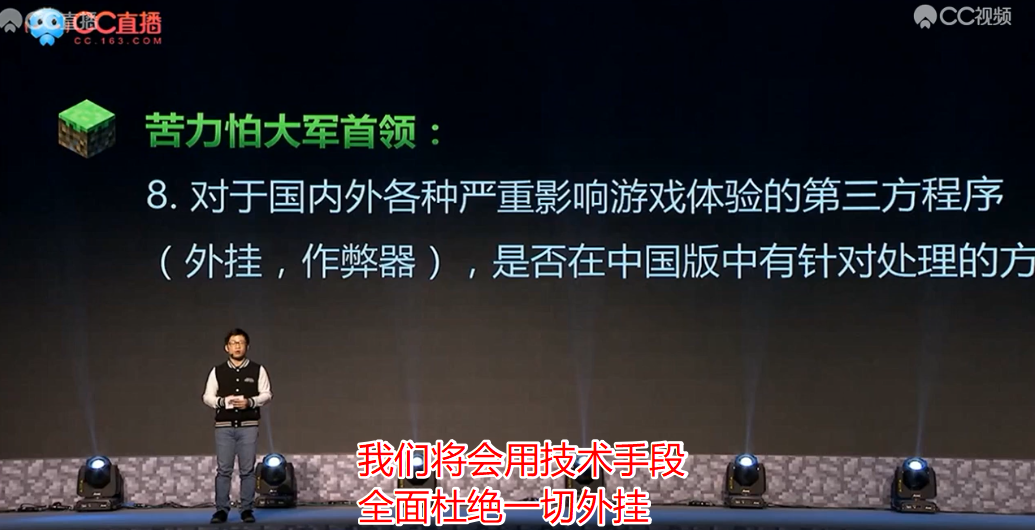 CC直播
CC.163.COM
CC视频
苦力怕大军首领：
8. 对于国内外各种严重影响游戏体验的第三方程序
（外挂，作弊器），是否在中国版中有针对处理的方
我们将会用技术手段
全面杜绝一切外挂